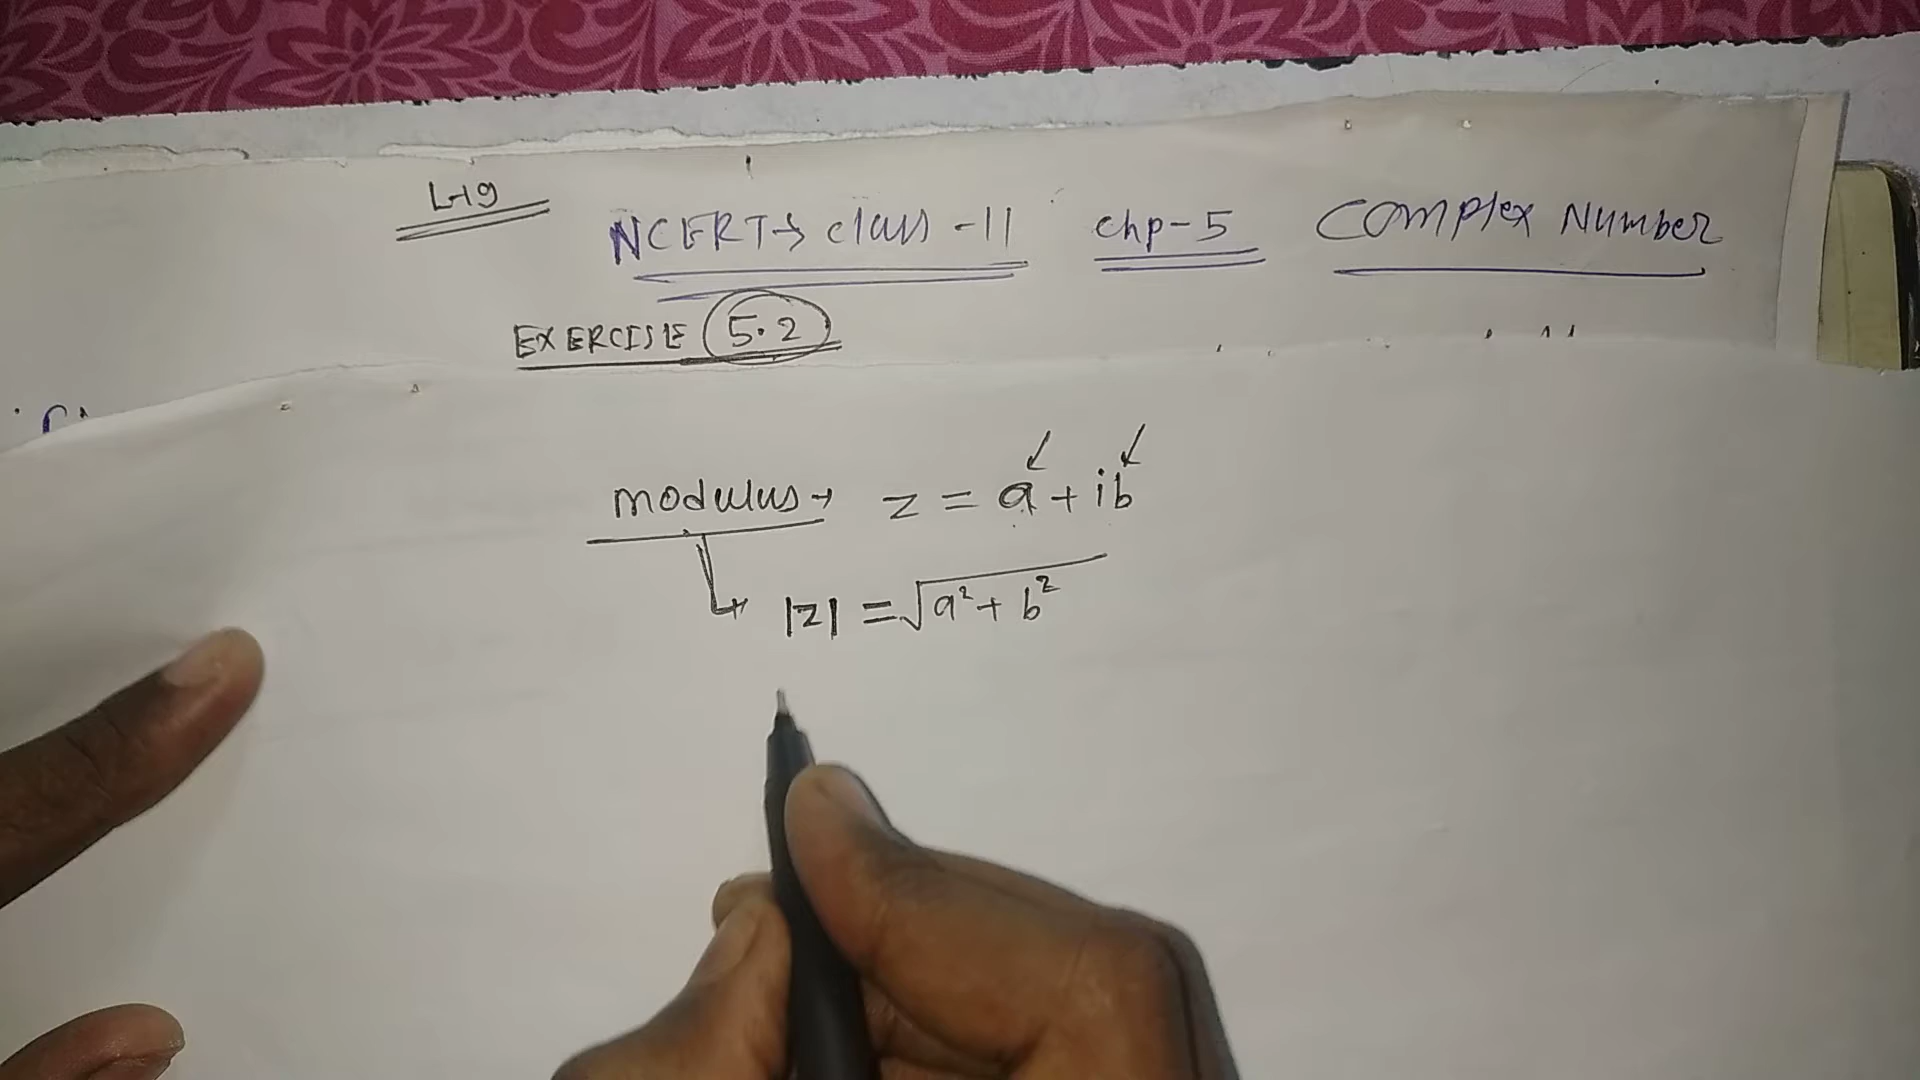 L-19
NCERT→ class -11 chp-5 Complex Number
EXERCISE 5.2
modulus→ z = a + ib
|z| = √a² + b²